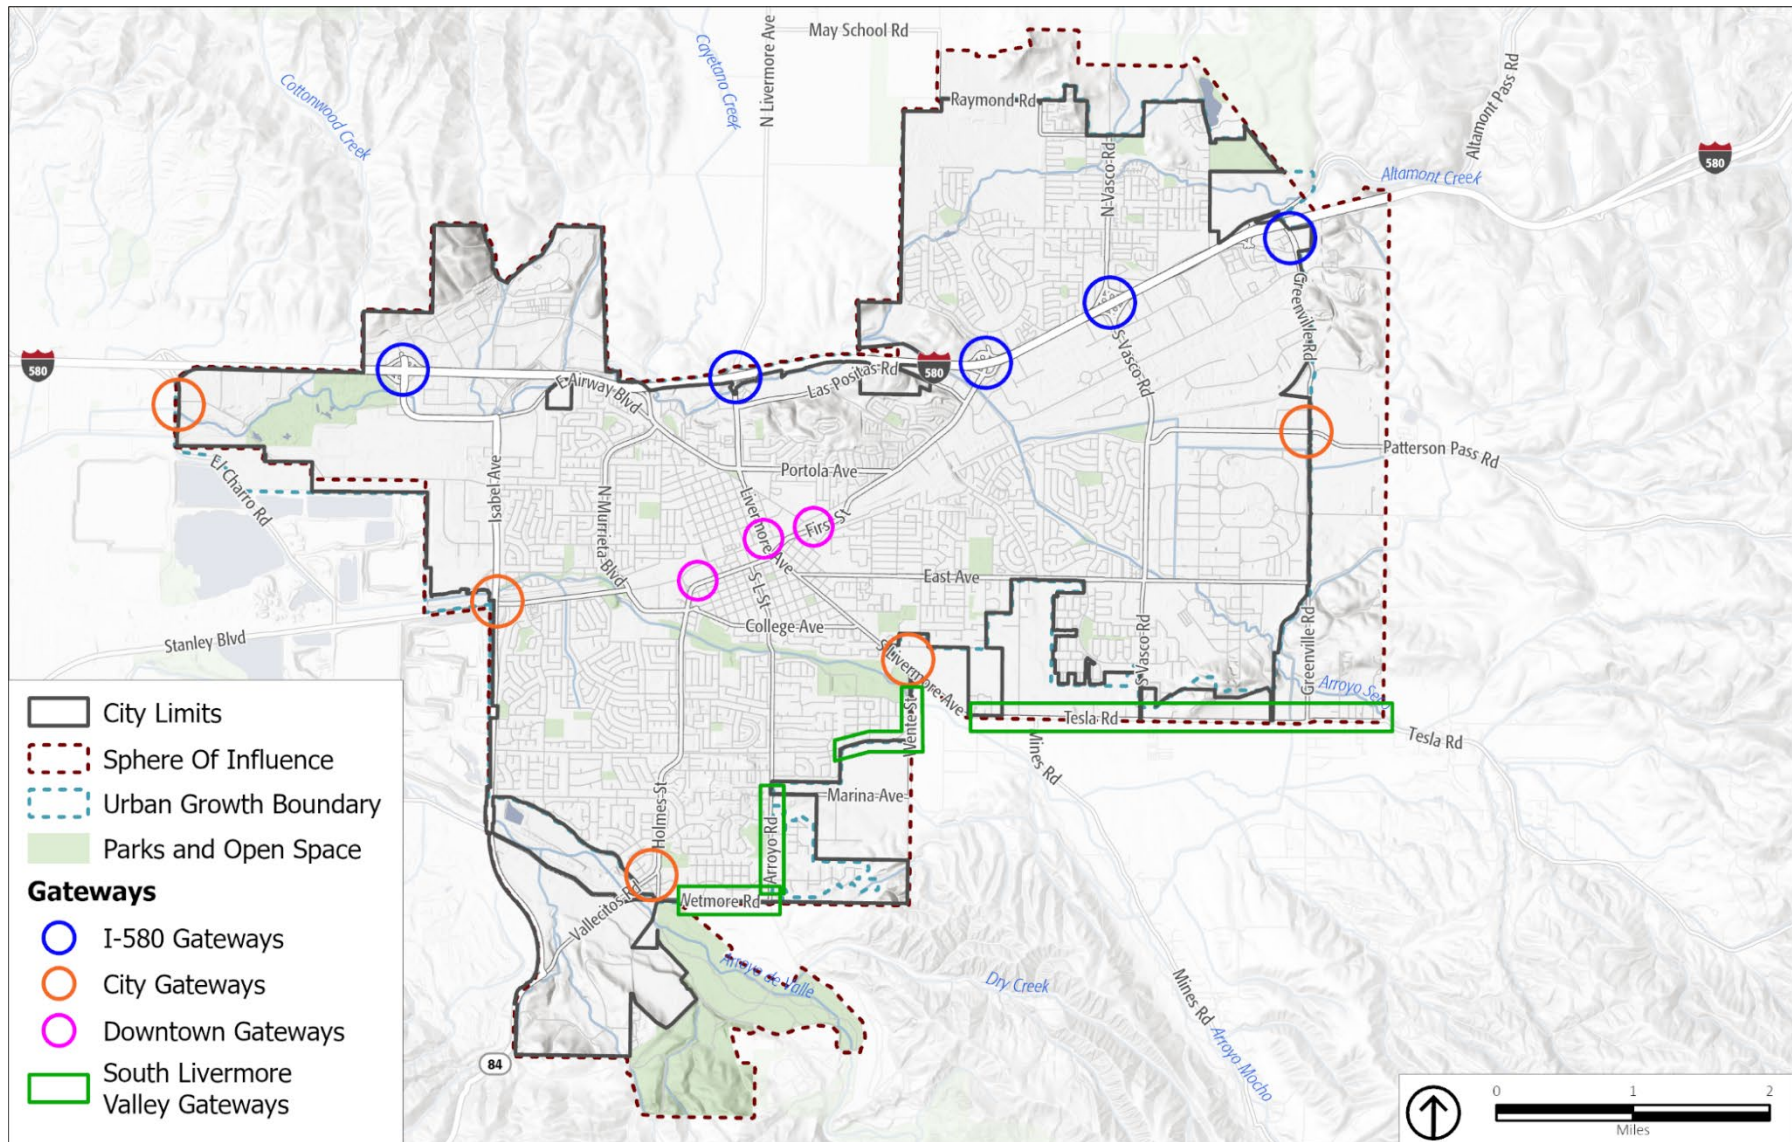 May School Rd
Cayetano Creek
N Livermore Ave
Cottonwood Creek
Altamont Pass Rd
Raymond Rd
580
N Vasco Rd
Altamont Creek
Greenville Rd
580
580
E Airway Blvd
Las Positas Rd
S Vasco Rd
Patterson Pass Rd
Portola Ave
El Charro Rd
Isabel Ave
N Murrieta Blvd
Livermore Ave
First St
East Ave
S L St
College Ave
Stanley Blvd
S Livermore Ave
S Vasco Rd
Greenville Rd
Arroyo Seco
Wente St
Tesla Rd
Tesla Rd
Mines Rd
Marina Ave
Holmes St
Arroyo Rd
Vallecitos Rd
Wetmore Rd
Arroyo de Valle
Dry Creek
Mines Rd
Arroyo Mocho
84
City Limits
Sphere Of Influence
Urban Growth Boundary
Parks and Open Space
Gateways
I-580 Gateways
City Gateways
Downtown Gateways
South Livermore
Valley Gateways
0 1 2
Miles